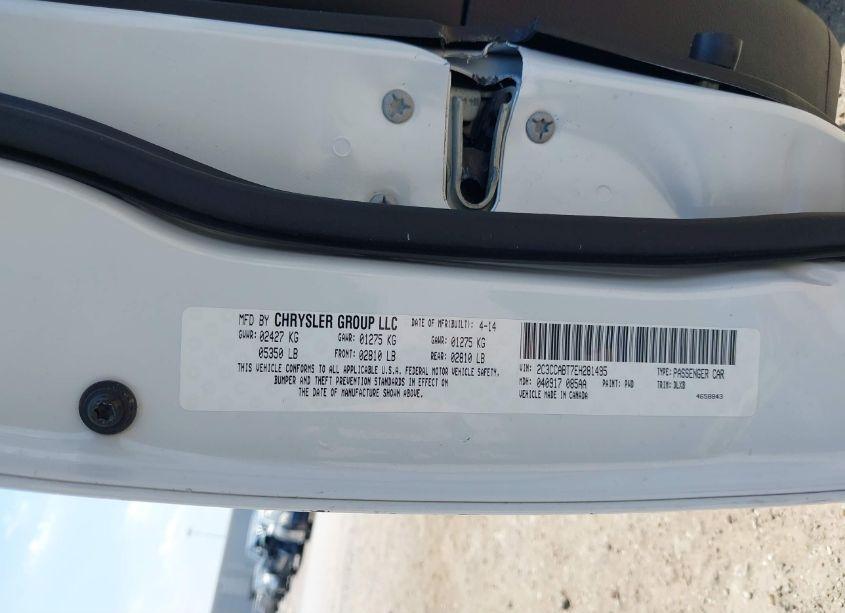 MFD BY CHRYSLER GROUP LLC DATE OF MFR(BUILT): 4-14
GVWR: 02427 KG GAWR: 01275 KG GAWR: 01275 KG
05350 LB FRONT: 02810 LB REAR: 02810 LB
THIS VEHICLE CONFORMS TO ALL APPLICABLE U.S.A. FEDERAL MOTOR VEHICLE SAFETY,
BUMPER AND THEFT PREVENTION STANDARDS IN EFFECT ON
THE DATE OF MANUFACTURE SHOWN ABOVE.
VIN: 2C3CCABT7EH281495 TYPE: PASSENGER CAR
MDH: 040917 085AA PAINT: PWD TRIM: DLXB
VEHICLE MADE IN CANADA 4658843